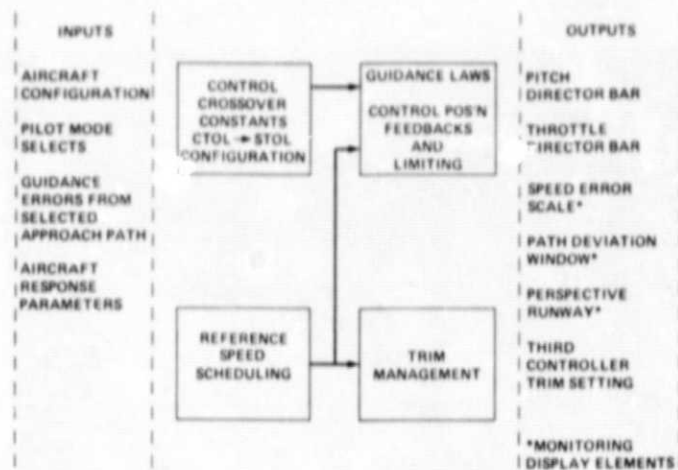 INPUTS
AIRCRAFT
CONFIGURATION
PILOT MODE
SELECTS
GUIDANCE
ERRORS FROM
SELECTED
APPROACH PATH
AIRCRAFT
RESPONSE
PARAMETERS
CONTROL
CROSSOVER
CONSTANTS
CTOL → STOL
CONFIGURATION
GUIDANCE LAWS
CONTROL POS'N
FEEDBACKS
AND
LIMITING
REFERENCE
SPEED
SCHEDULING
TRIM
MANAGEMENT
OUTPUTS
PITCH
DIRECTOR BAR
THROTTLE
DIRECTOR BAR
SPEED ERROR
SCALE*
PATH DEVIATION
WINDOW*
PERSPECTIVE
RUNWAY*
THIRD
CONTROLLER
TRIM SETTING
*MONITORING
DISPLAY ELEMENTS